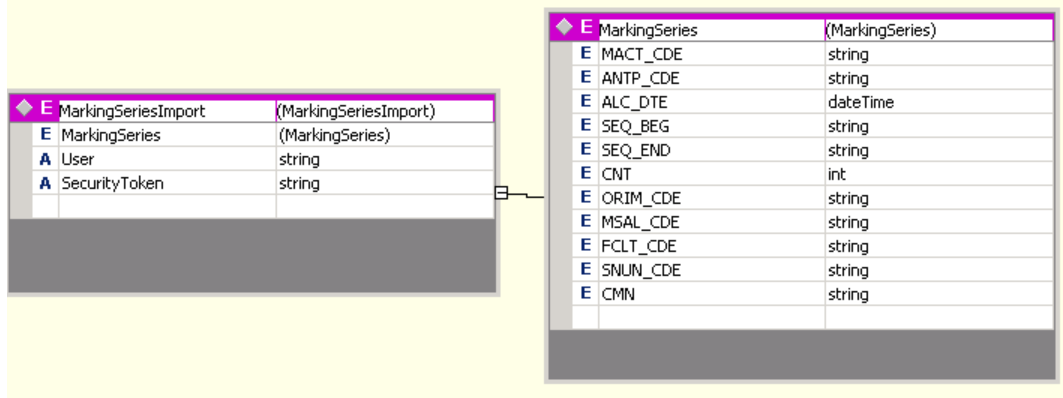 E MarkingSeriesImport (MarkingSeriesImport)
E MarkingSeries (MarkingSeries)
A User string
A SecurityToken string
E MarkingSeries (MarkingSeries)
E MACT_CDE string
E ANTP_CDE string
E ALC_DTE dateTime
E SEQ_BEG string
E SEQ_END string
E CNT int
E ORIM_CDE string
E MSAL_CDE string
E FCLT_CDE string
E SNUN_CDE string
E CMN string